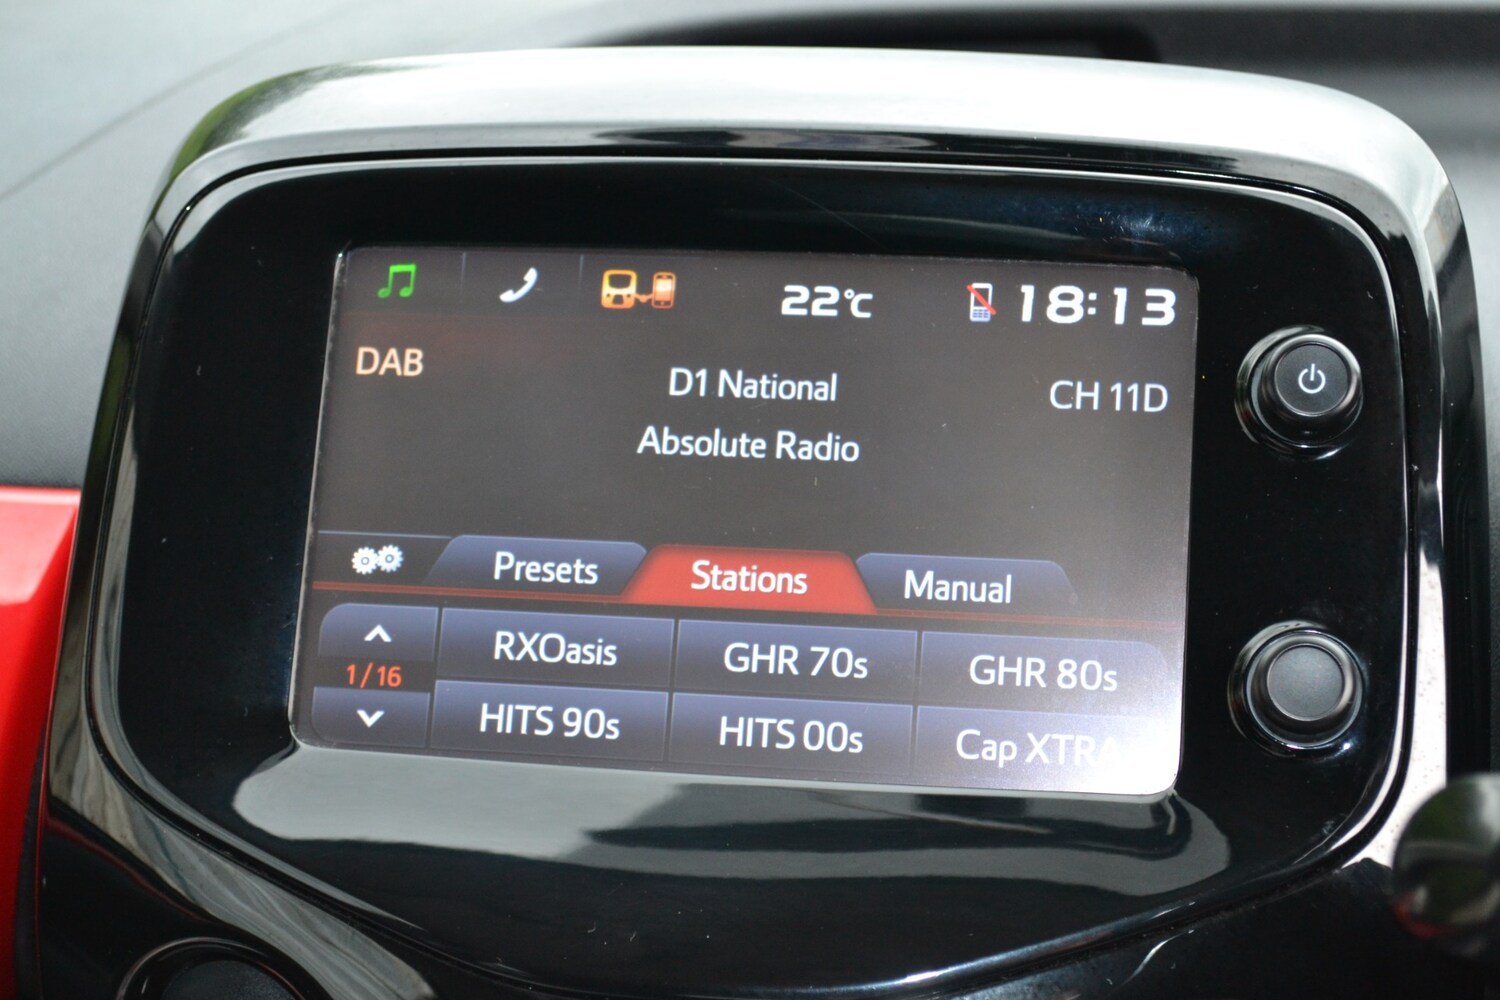 22°C 18:13
DAB
D1 National
CH 11D
Absolute Radio
Presets Stations Manual
1/16
RXOasis GHR 70s GHR 80s
HITS 90s HITS 00s Cap XTRA